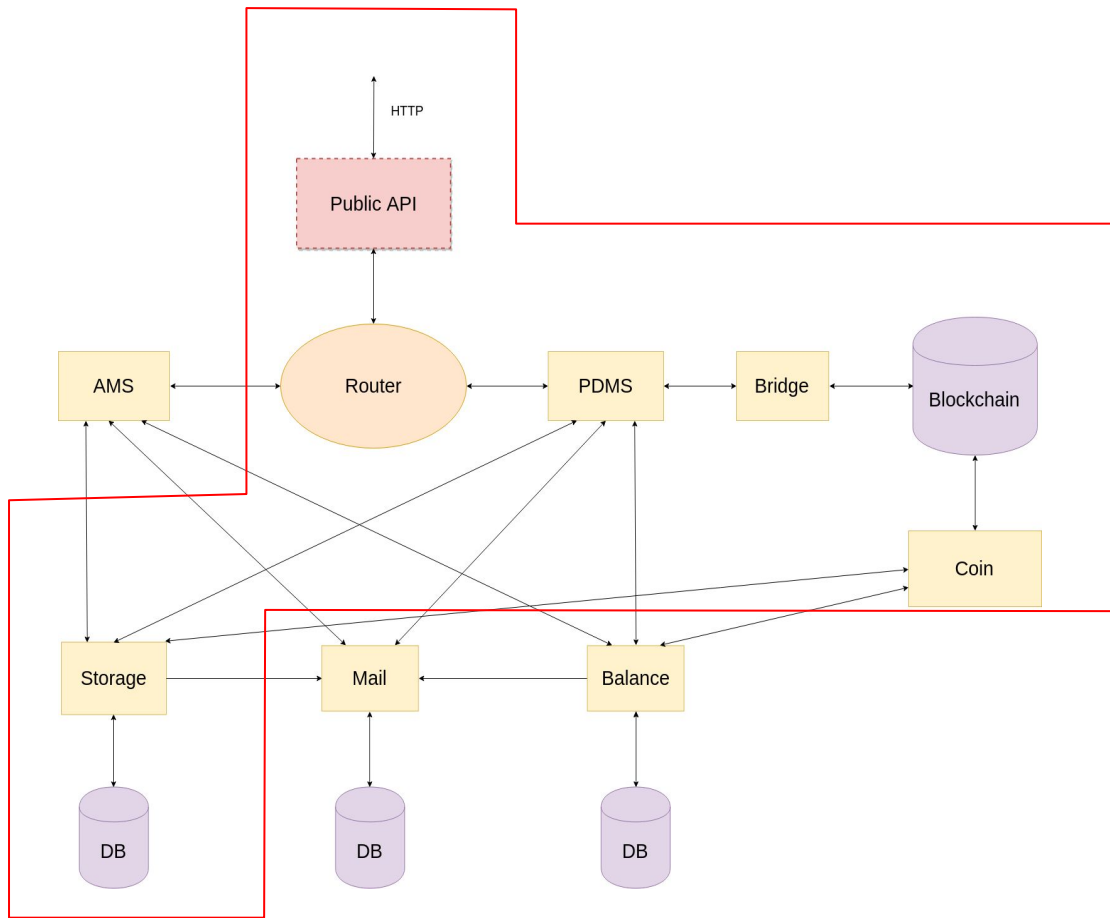 HTTP
Public API
AMS
Router
PDMS
Bridge
Blockchain
Coin
Storage
Mail
Balance
DB
DB
DB